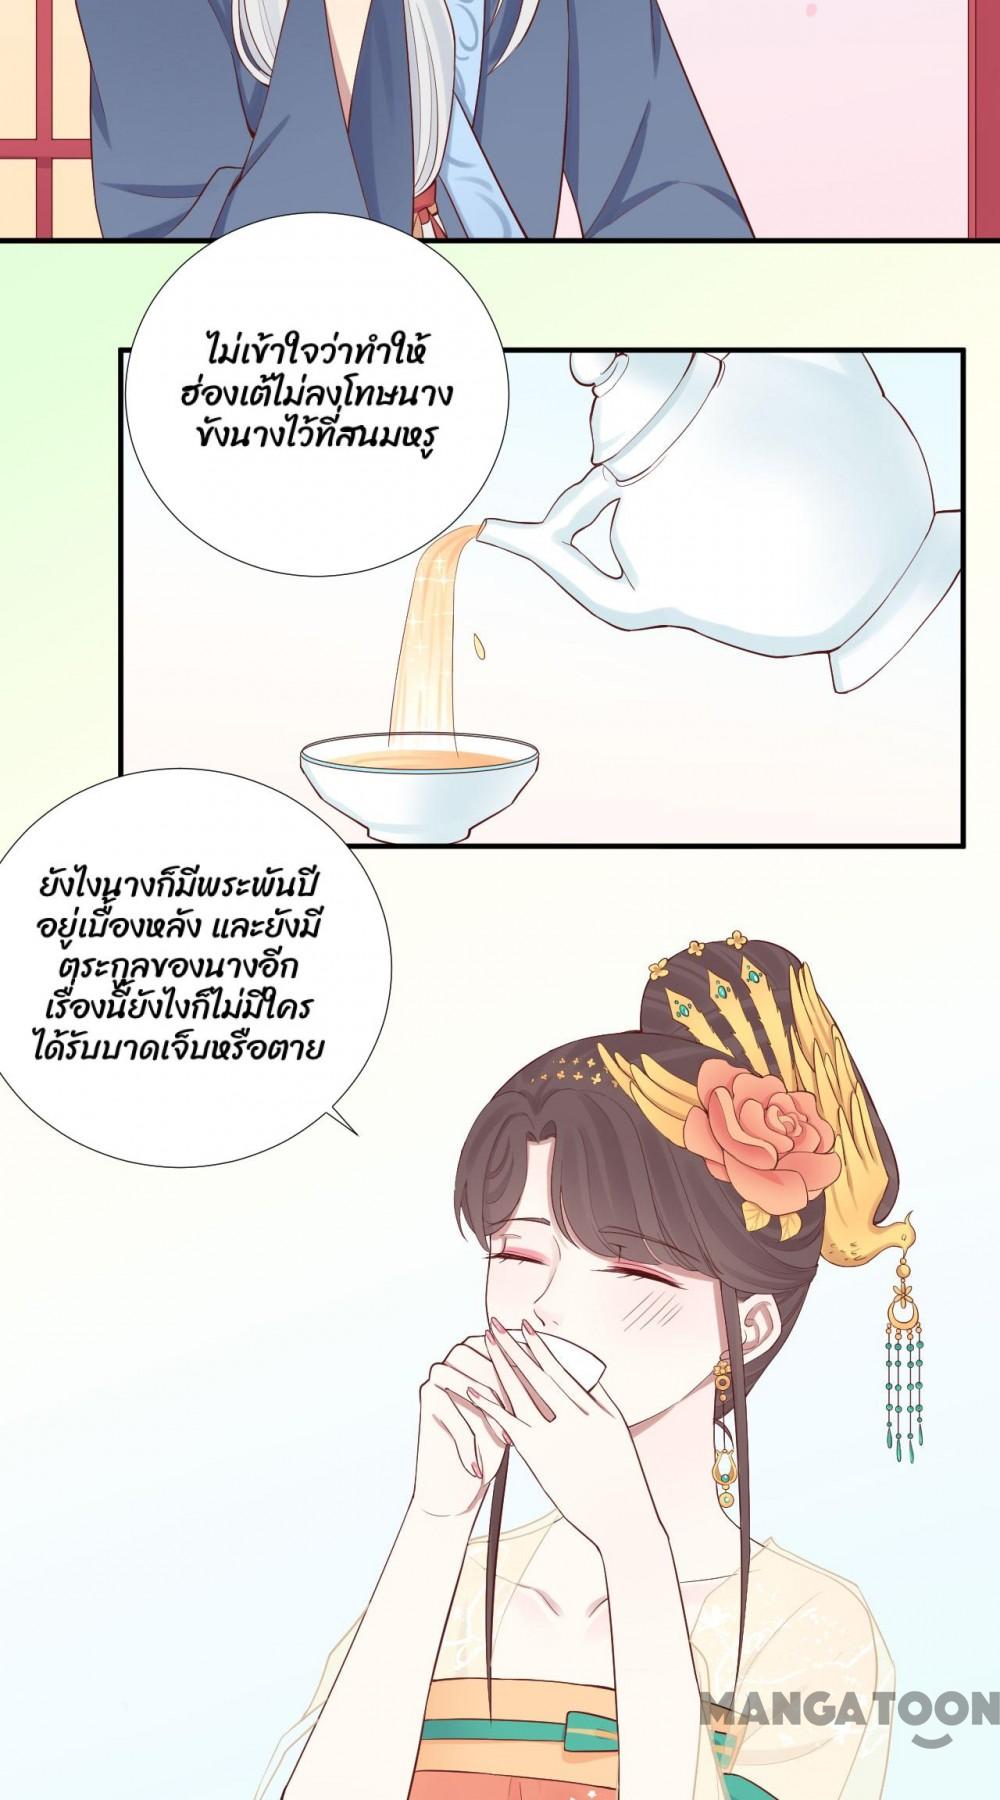 ไม่เข้าใจว่าทำให้
ฮ่องเต้ไม่ลงโทษนาง
ขังนางไว้ที่สนมหรู
ยังไงนางก็มีพระพันปี
อยู่เบื้องหลัง และยังมี
ตระกูลของนางอีก
เรื่องนี้ยังไงก็ไม่มีใคร
ได้รับบาดเจ็บหรือตาย
MANGATOON